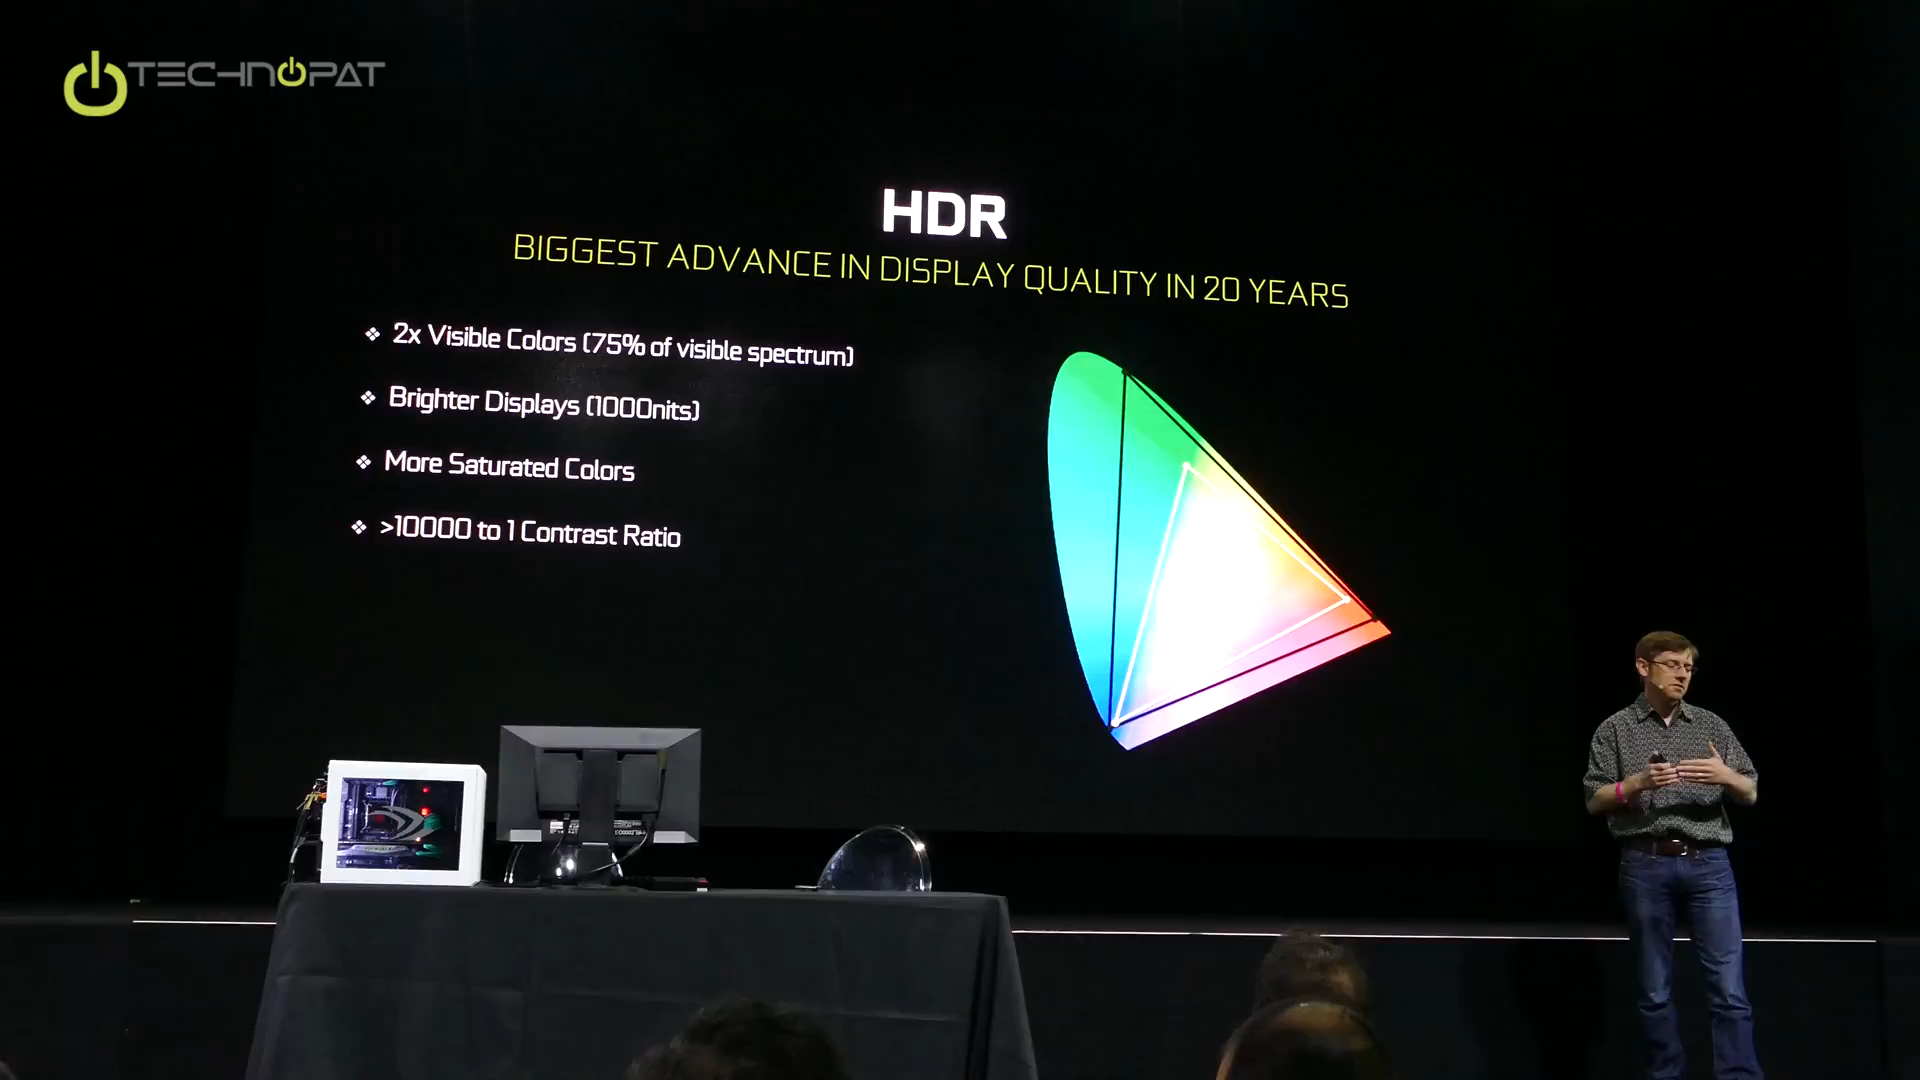 TECHNOPAT
HDR
BIGGEST ADVANCE IN DISPLAY QUALITY IN 20 YEARS
❖ 2x Visible Colors (75% of visible spectrum)
❖ Brighter Displays (1000nits)
❖ More Saturated Colors
❖ >10000 to 1 Contrast Ratio